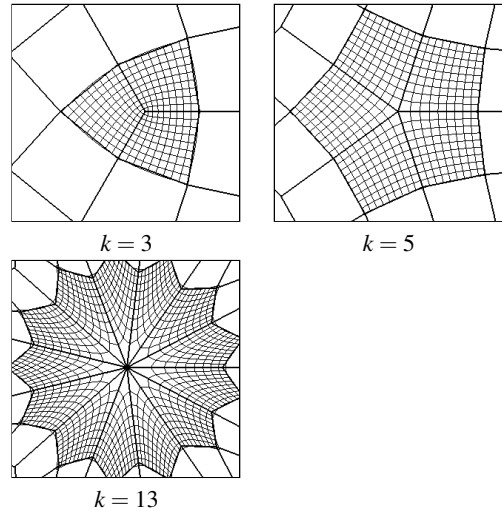 k = 3
k = 5
k = 13